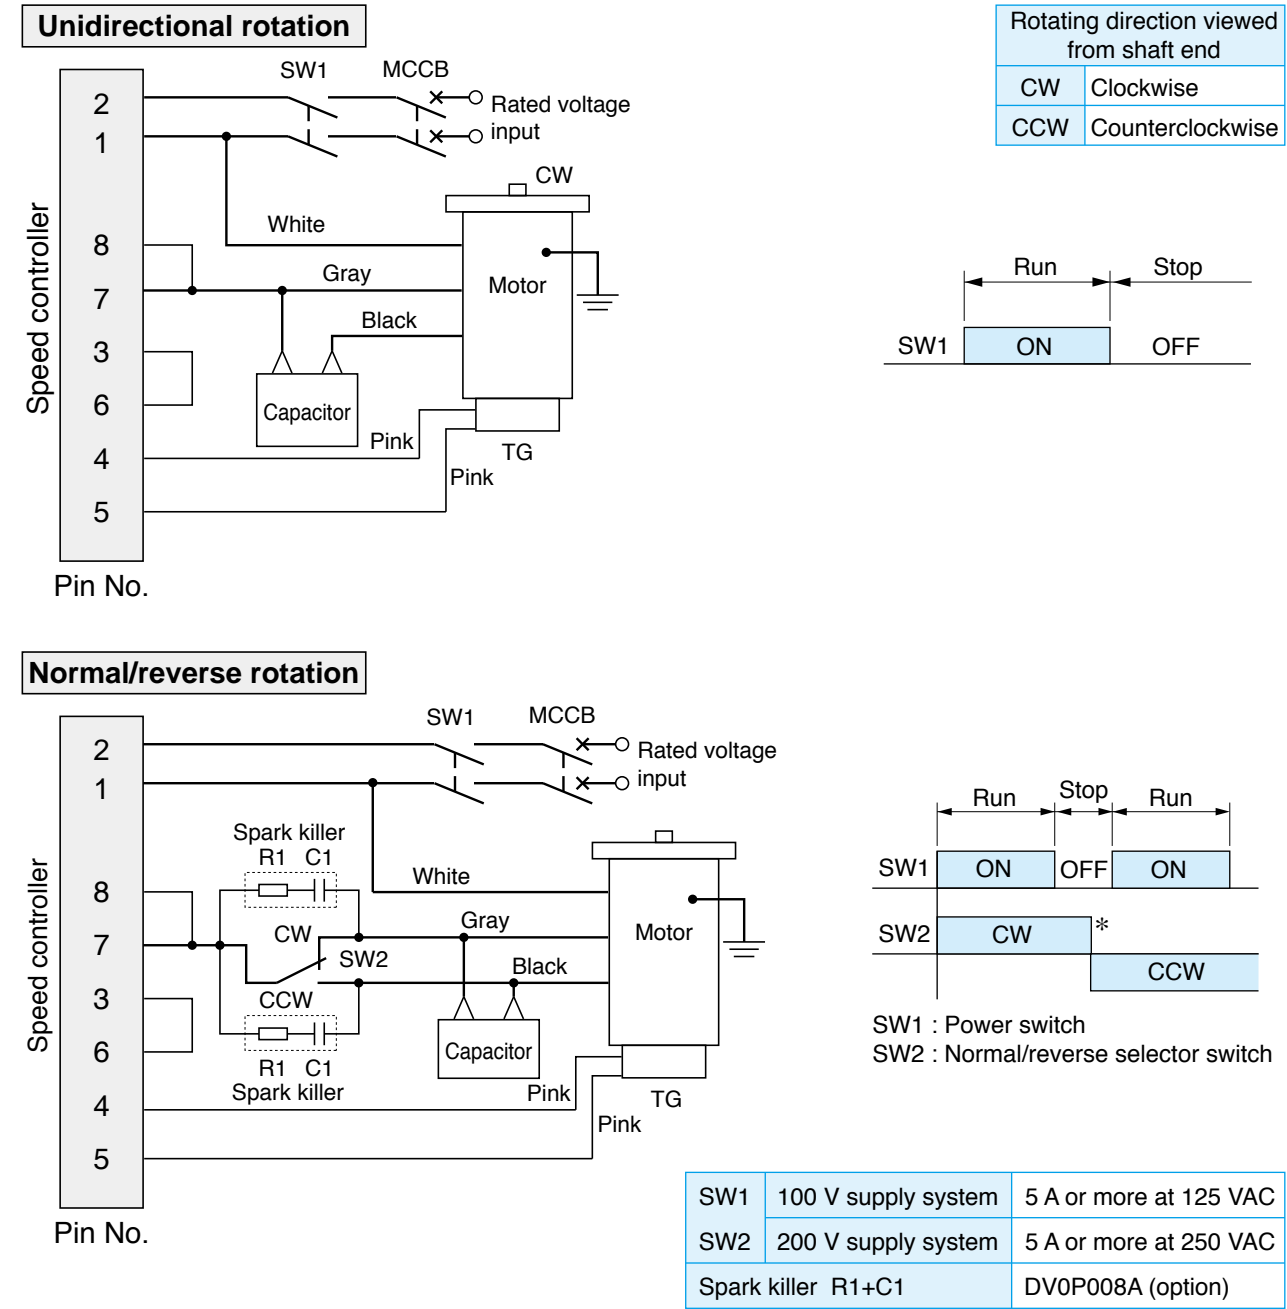 Unidirectional rotation
SW1 MCCB
Rated voltage
input
2
1
8
7
3
6
4
5
Speed controller
Pin No.
White
Gray
Black
Capacitor
Pink
Pink
CW
Motor
TG
Rotating direction viewed
from shaft end
CW Clockwise
CCW Counterclockwise
Run Stop
SW1 ON OFF
Normal/reverse rotation
SW1 MCCB
Rated voltage
input
2
1
8
7
3
6
4
5
Speed controller
Pin No.
Spark killer
R1 C1
White
Gray
CW
SW2
Black
CCW
R1 C1
Spark killer
Capacitor
Pink
Pink
Motor
TG
Run Stop Run
SW1 ON OFF ON
SW2 CW *
CCW
SW1 : Power switch
SW2 : Normal/reverse selector switch
SW1 100 V supply system 5 A or more at 125 VAC
SW2 200 V supply system 5 A or more at 250 VAC
Spark killer R1+C1 DV0P008A (option)